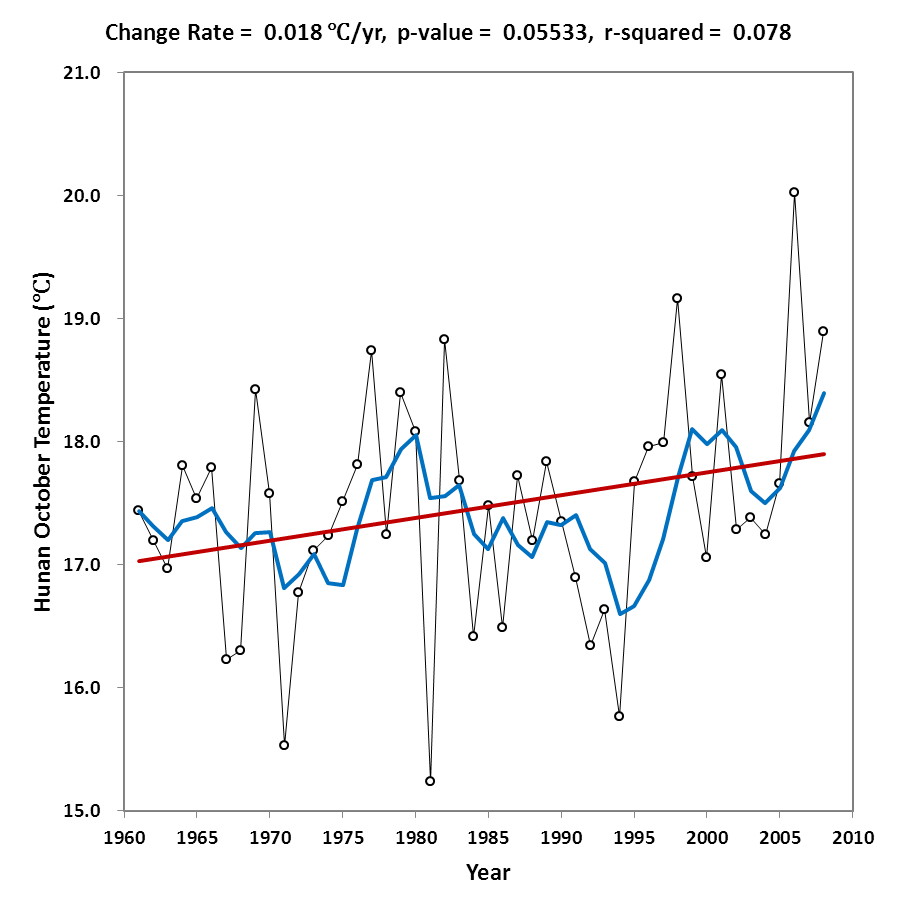 Change Rate = 0.018 ℃/yr, p-value = 0.05533, r-squared = 0.078
21.0
20.0
19.0
18.0
17.0
16.0
15.0
Hunan October Temperature (℃)
1960 1965 1970 1975 1980 1985 1990 1995 2000 2005 2010
Year